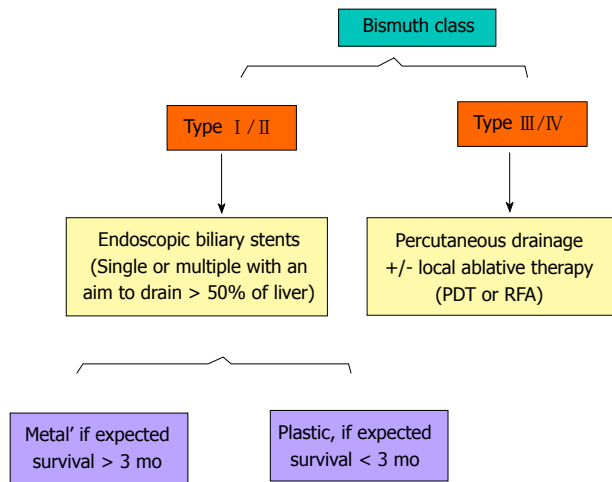 Bismuth class
Type Ⅰ/Ⅱ
Type Ⅲ/Ⅳ
Endoscopic biliary stents
(Single or multiple with an
aim to drain > 50% of liver)
Percutaneous drainage
+/- local ablative therapy
(PDT or RFA)
Metal’ if expected
survival > 3 mo
Plastic, if expected
survival < 3 mo